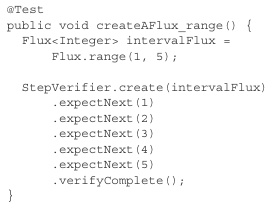 @Test
public void createAFlux_range() {
  Flux<Integer> intervalFlux =
      Flux.range(1, 5);

  StepVerifier.create(intervalFlux)
      .expectNext(1)
      .expectNext(2)
      .expectNext(3)
      .expectNext(4)
      .expectNext(5)
      .verifyComplete();
}